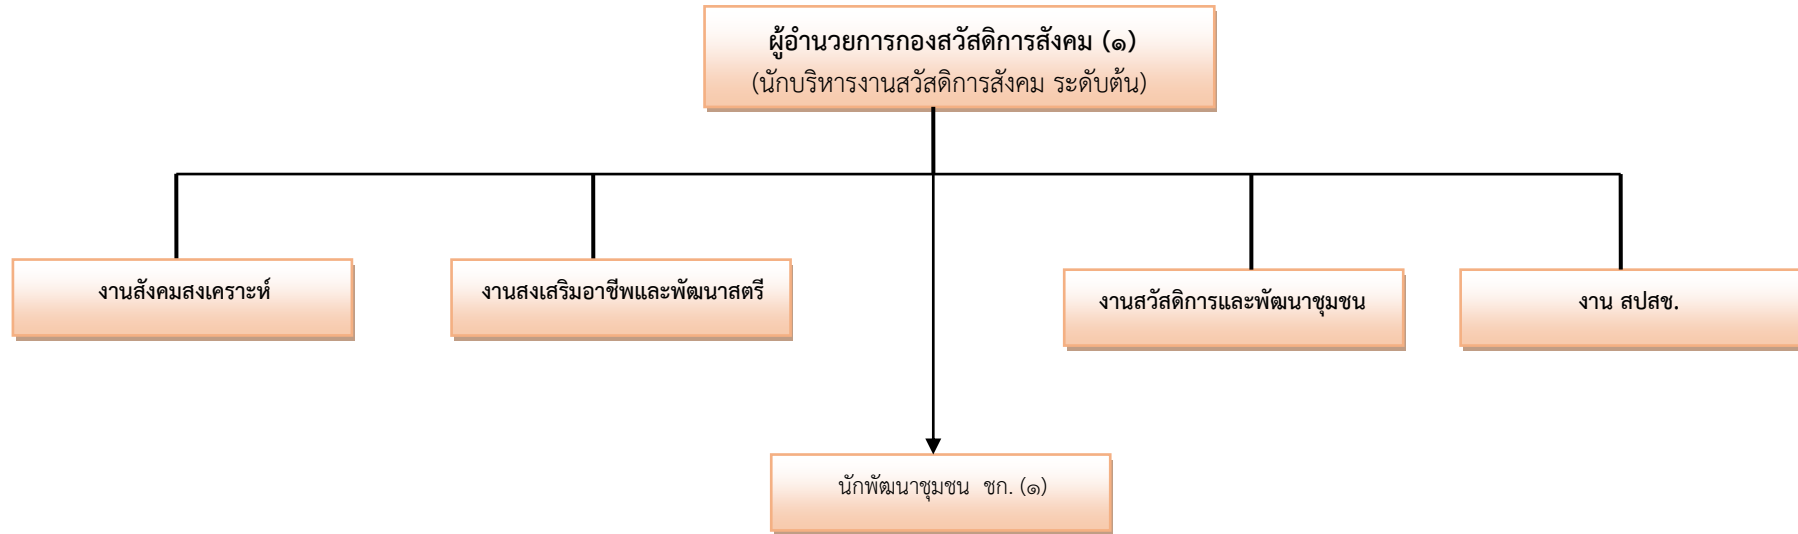 ผู้อำนวยการกองสวัสดิการสังคม (๑)
(นักบริหารงานสวัสดิการสังคม ระดับต้น)
งานสังคมสงเคราะห์
งานสงเสริมอาชีพและพัฒนาสตรี
งานสวัสดิการและพัฒนาชุมชน
งาน สปสช.
นักพัฒนาชุมชน ชก. (๑)